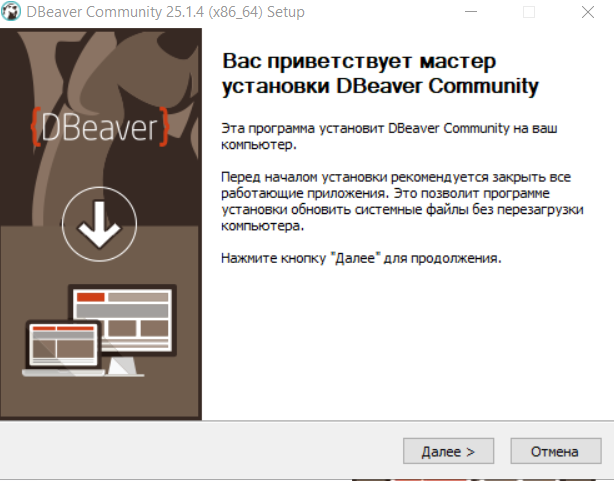 DBeaver Community 25.1.4 (x86_64) Setup
{DBeaver}
Вас приветствует мастер
установки DBeaver Community
Эта программа установит DBeaver Community на ваш
компьютер.
Перед началом установки рекомендуется закрыть все
работающие приложения. Это позволит программе
установки обновить системные файлы без перезагрузки
компьютера.
Нажмите кнопку "Далее" для продолжения.
Далее >
Отмена